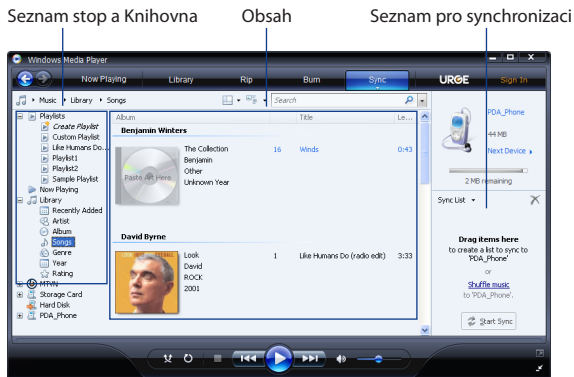 Seznam stop a Knihovna
Obsah
Seznam pro synchronizaci
Windows Media Player
Now Playing
Library
Rip
Burn
Sync
URGE
Sign In
Music ▸ Library ▸ Songs
Search
Playlists
Create Playlist
Custom Playlist
Like Humans Do...
Playlist1
Playlist2
Sample Playlist
Now Playing
Library
Recently Added
Artist
Album
Songs
Genre
Year
Rating
MTVN
Storage Card
Hard Disk
PDA_Phone
Album
Title
Le...
Benjamin Winters
Paste Art Here
The Collection
16
Winds
0:43
Benjamin
Other
Unknown Year
David Byrne
LOOK INTO THE EYEBALL
Look
1
Like Humans Do (radio edit)
3:33
David
ROCK
2001
PDA_Phone
44 MB
Next Device
2 MB remaining
Sync List
Drag items here
to create a list to sync to
'PDA_Phone'
or
Shuffle music
to 'PDA_Phone'.
Start Sync